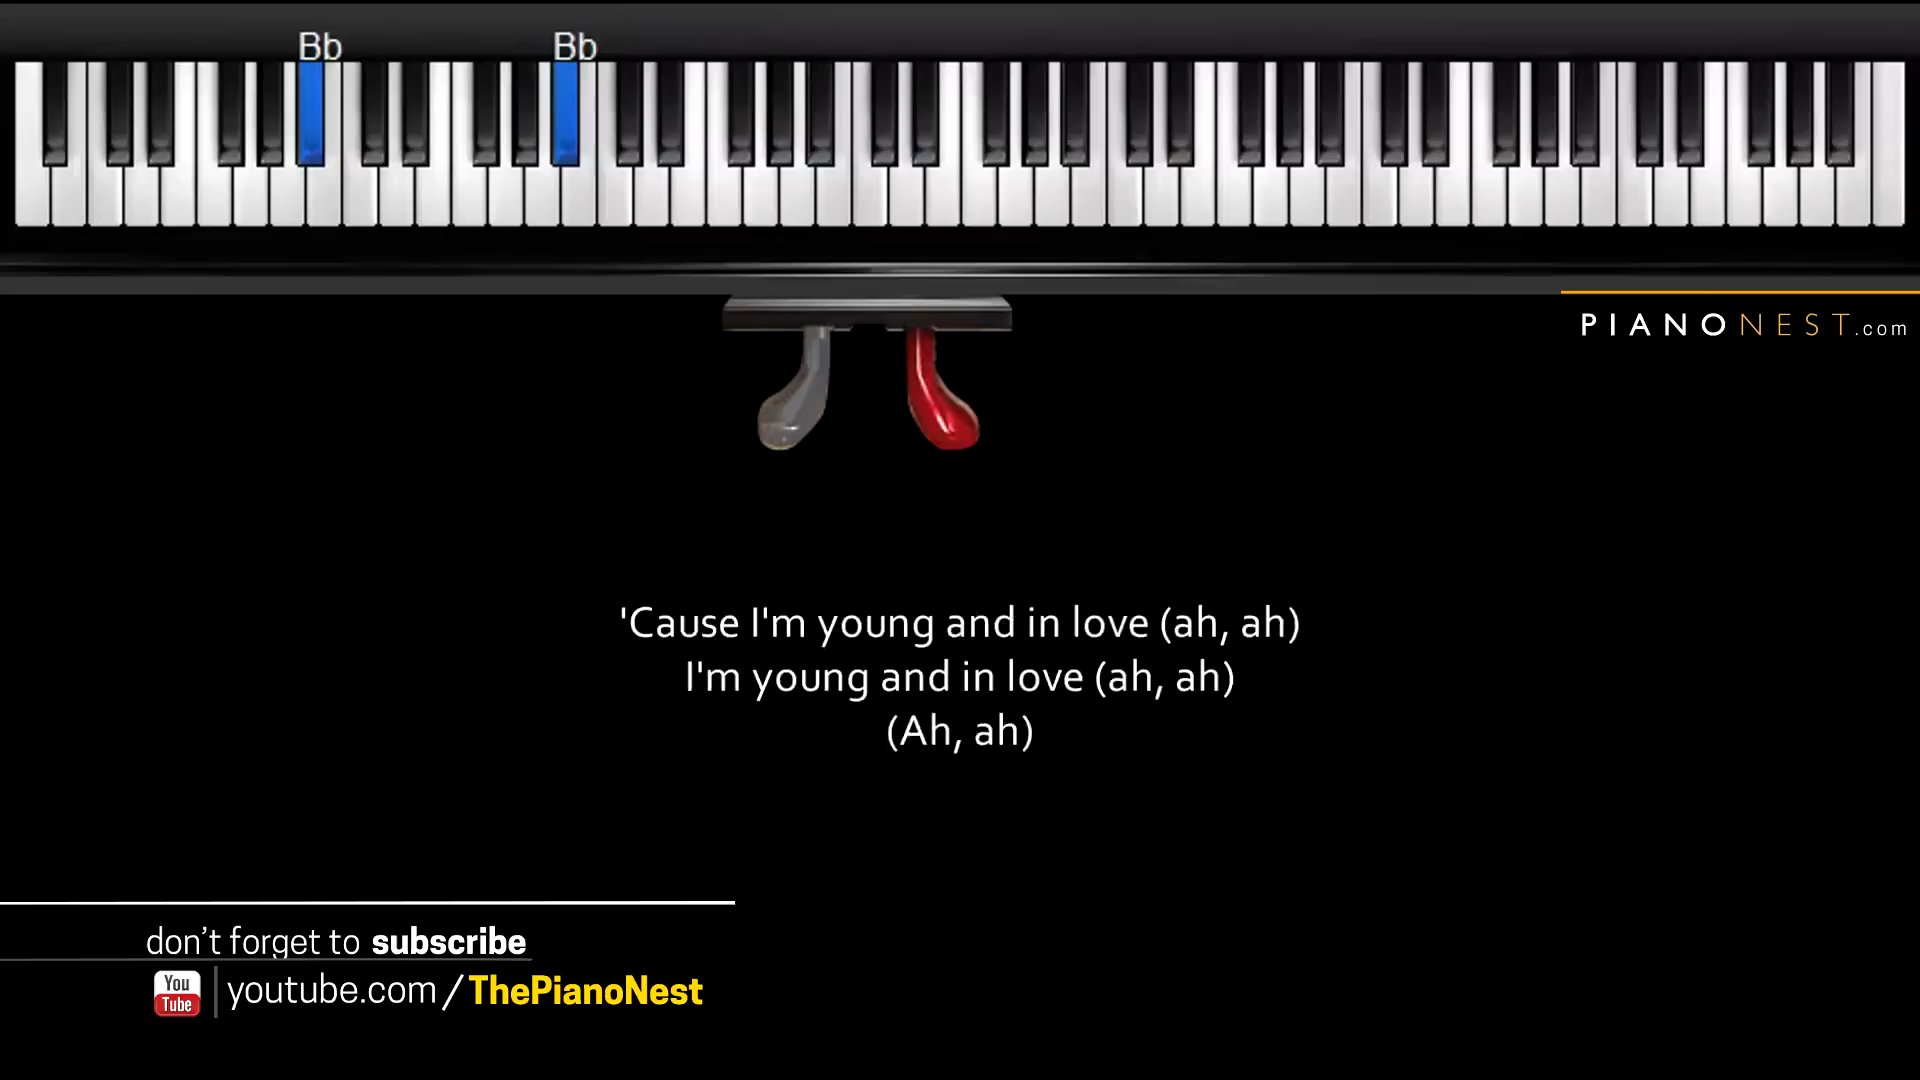 Bb Bb
PIANONEST.com
'Cause I'm young and in love (ah, ah)
I'm young and in love (ah, ah)
(Ah, ah)
don't forget to subscribe
You Tube youtube.com/ThePianoNest